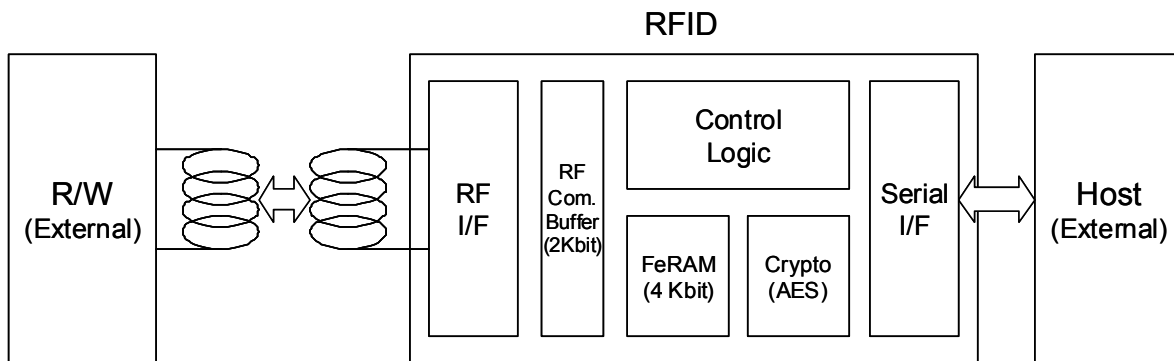 RFID
R/W
(External)
RF
I/F
RF
Com.
Buffer
(2Kbit)
Control
Logic
FeRAM
(4 Kbit)
Crypto
(AES)
Serial
I/F
Host
(External)